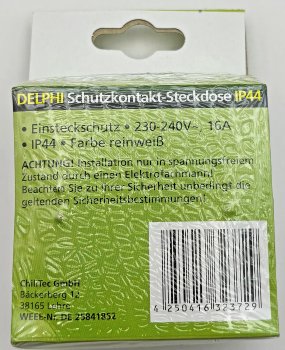 DELPHI Schutzkontakt-Steckdose IP44
• Einsteckschutz • 230-240V~, 16A
• IP44 • Farbe reinweiß
ACHTUNG! Installation nur in spannungsfreiem
Zustand durch einen Elektrofachmann!
Beachten Sie zu Ihrer Sicherheit unbedingt die
geltenden Sicherheitsbestimmungen!
ChiliTec GmbH
Bäckerberg 12
38165 Lehre
WEEE-Nr: DE 25841852
4 250416 323729